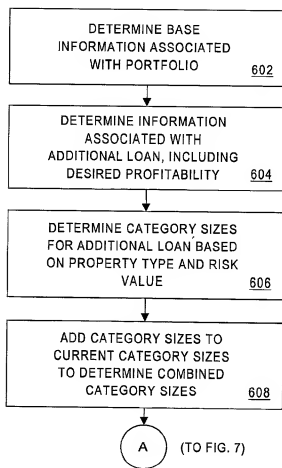 DETERMINE BASE
INFORMATION ASSOCIATED
WITH PORTFOLIO
602
DETERMINE INFORMATION
ASSOCIATED WITH
ADDITIONAL LOAN, INCLUDING
DESIRED PROFITABILITY
604
DETERMINE CATEGORY SIZES
FOR ADDITIONAL LOAN BASED
ON PROPERTY TYPE AND RISK
VALUE
606
ADD CATEGORY SIZES TO
CURRENT CATEGORY SIZES
TO DETERMINE COMBINED
CATEGORY SIZES
608
A (TO FIG. 7)